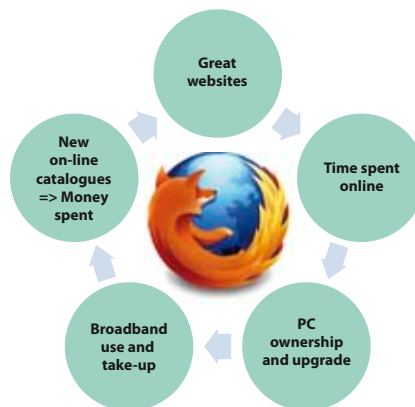 Great
websites
Time spent
online
PC
ownership
and upgrade
Broadband
use and
take-up
New
on-line
catalogues
=> Money
spent